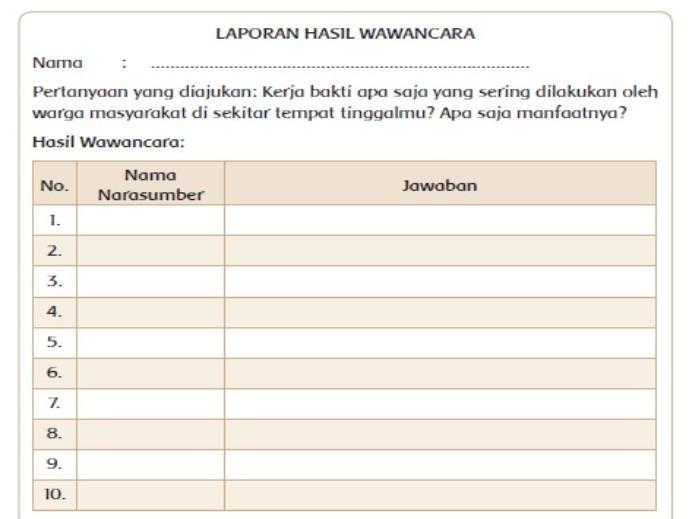 LAPORAN HASIL WAWANCARA
Nama : ................................................................................
Pertanyaan yang diajukan: Kerja bakti apa saja yang sering dilakukan oleh
warga masyarakat di sekitar tempat tinggalmu? Apa saja manfaatnya?
Hasil Wawancara:
No. Nama Narasumber Jawaban
1.
2.
3.
4.
5.
6.
7.
8.
9.
10.